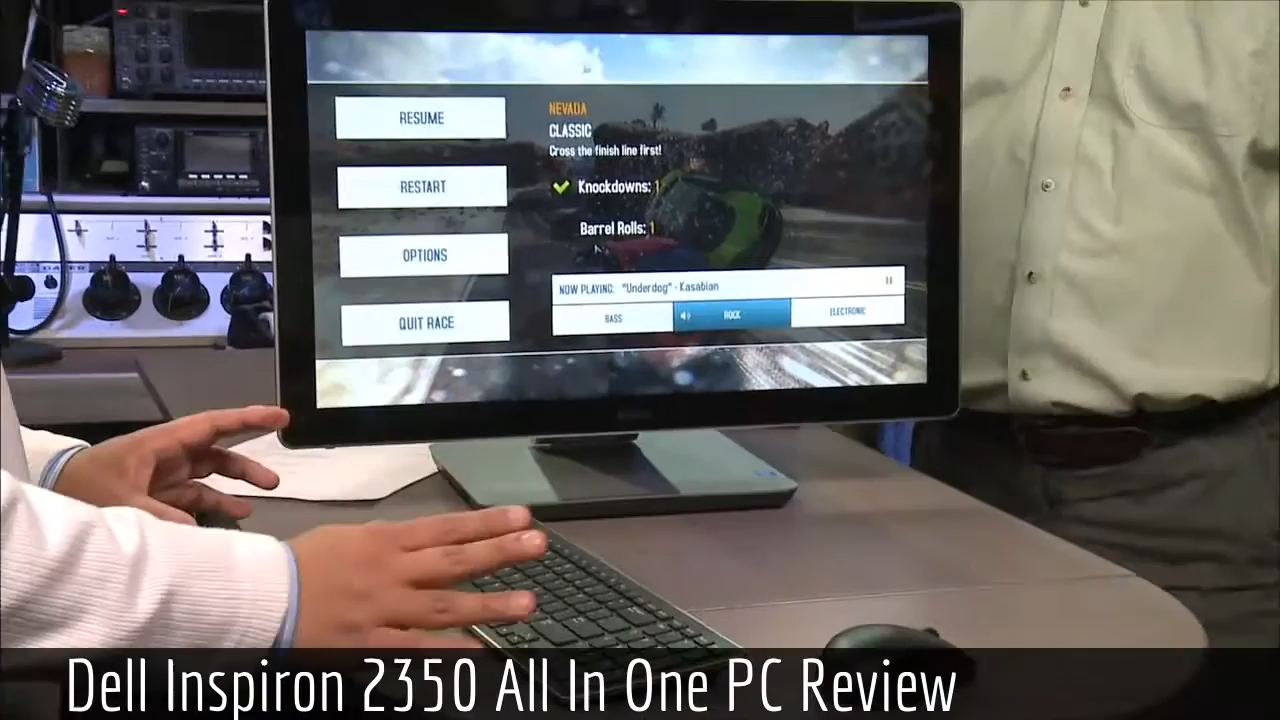 RESUME
RESTART
OPTIONS
QUIT RACE
NEVADA
CLASSIC
Cross the finish line first!
Knockdowns: 1
Barrel Rolls: 1
NOW PLAYING: "Underdog" - Kasabian
BASS
ROCK
ELECTRONIC
Dell Inspiron 2350 All In One PC Review